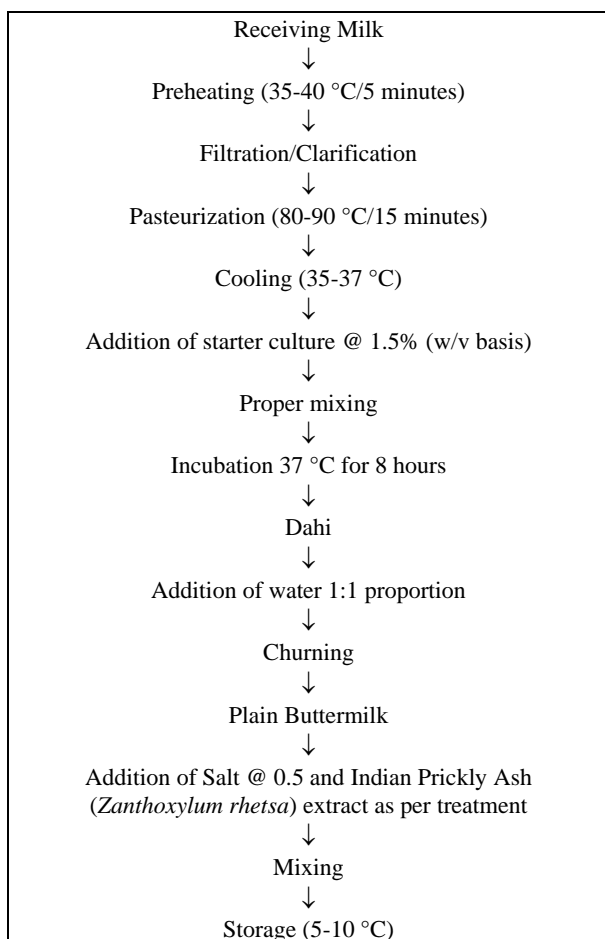 Receiving Milk
↓
Preheating (35-40 °C/5 minutes)
↓
Filtration/Clarification
↓
Pasteurization (80-90 °C/15 minutes)
↓
Cooling (35-37 °C)
↓
Addition of starter culture @ 1.5% (w/v basis)
↓
Proper mixing
↓
Incubation 37 °C for 8 hours
↓
Dahi
↓
Addition of water 1:1 proportion
↓
Churning
↓
Plain Buttermilk
↓
Addition of Salt @ 0.5 and Indian Prickly Ash
(Zanthoxylum rhetsa) extract as per treatment
↓
Mixing
↓
Storage (5-10 °C)